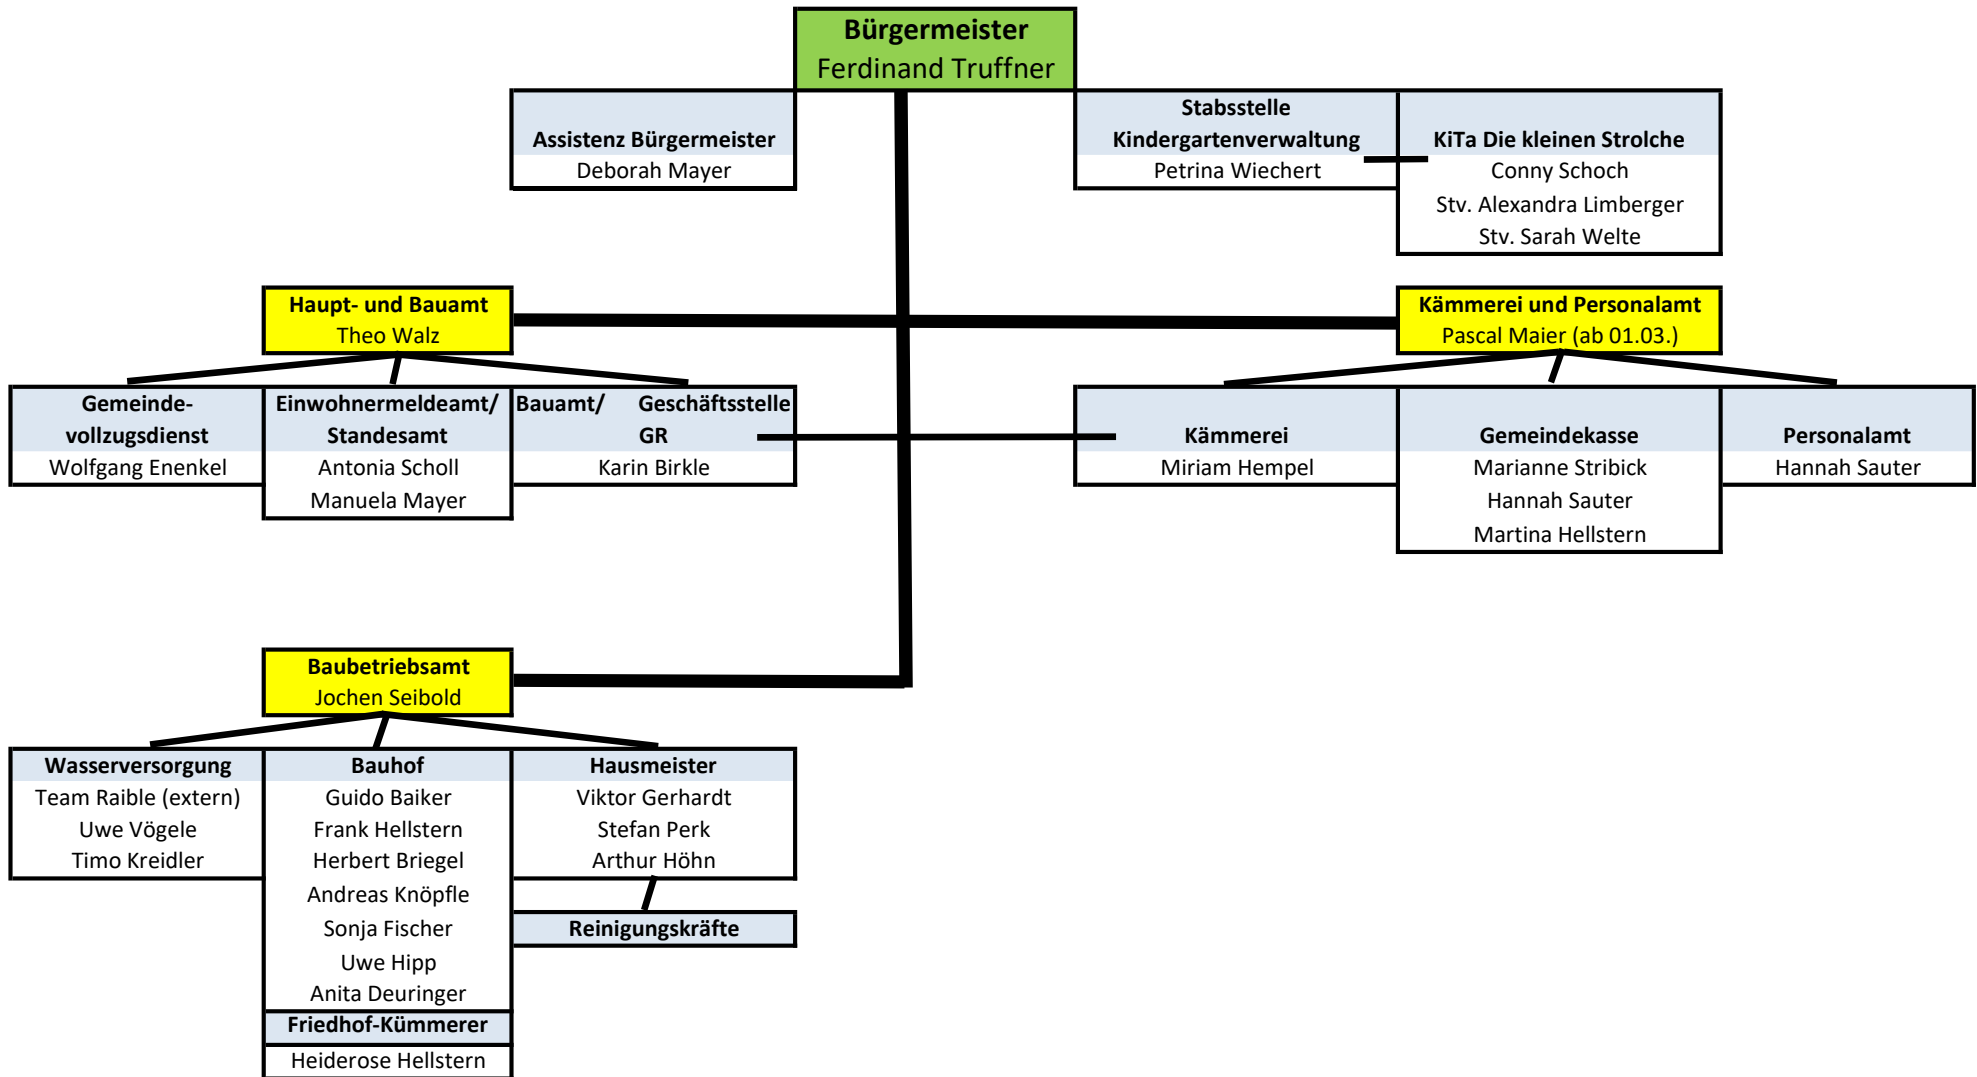 Bürgermeister
Ferdinand Truffner
Assistenz Bürgermeister
Deborah Mayer
Stabsstelle
Kindergartenverwaltung
Petrina Wiechert
KiTa Die kleinen Strolche
Conny Schoch
Stv. Alexandra Limberger
Stv. Sarah Welte
Haupt- und Bauamt
Theo Walz
Kämmerei und Personalamt
Pascal Maier (ab 01.03.)
Gemeinde-
vollzugsdienst
Wolfgang Enenkel
Einwohnermeldeamt/
Standesamt
Antonia Scholl
Manuela Mayer
Bauamt/ Geschäftsstelle
GR
Karin Birkle
Kämmerei
Miriam Hempel
Gemeindekasse
Marianne Stribick
Hannah Sauter
Martina Hellstern
Personalamt
Hannah Sauter
Baubetriebsamt
Jochen Seibold
Wasserversorgung
Team Raible (extern)
Uwe Vögele
Timo Kreidler
Bauhof
Guido Baiker
Frank Hellstern
Herbert Briegel
Andreas Knöpfle
Sonja Fischer
Uwe Hipp
Anita Deuringer
Friedhof-Kümmerer
Heiderose Hellstern
Hausmeister
Viktor Gerhardt
Stefan Perk
Arthur Höhn
Reinigungskräfte